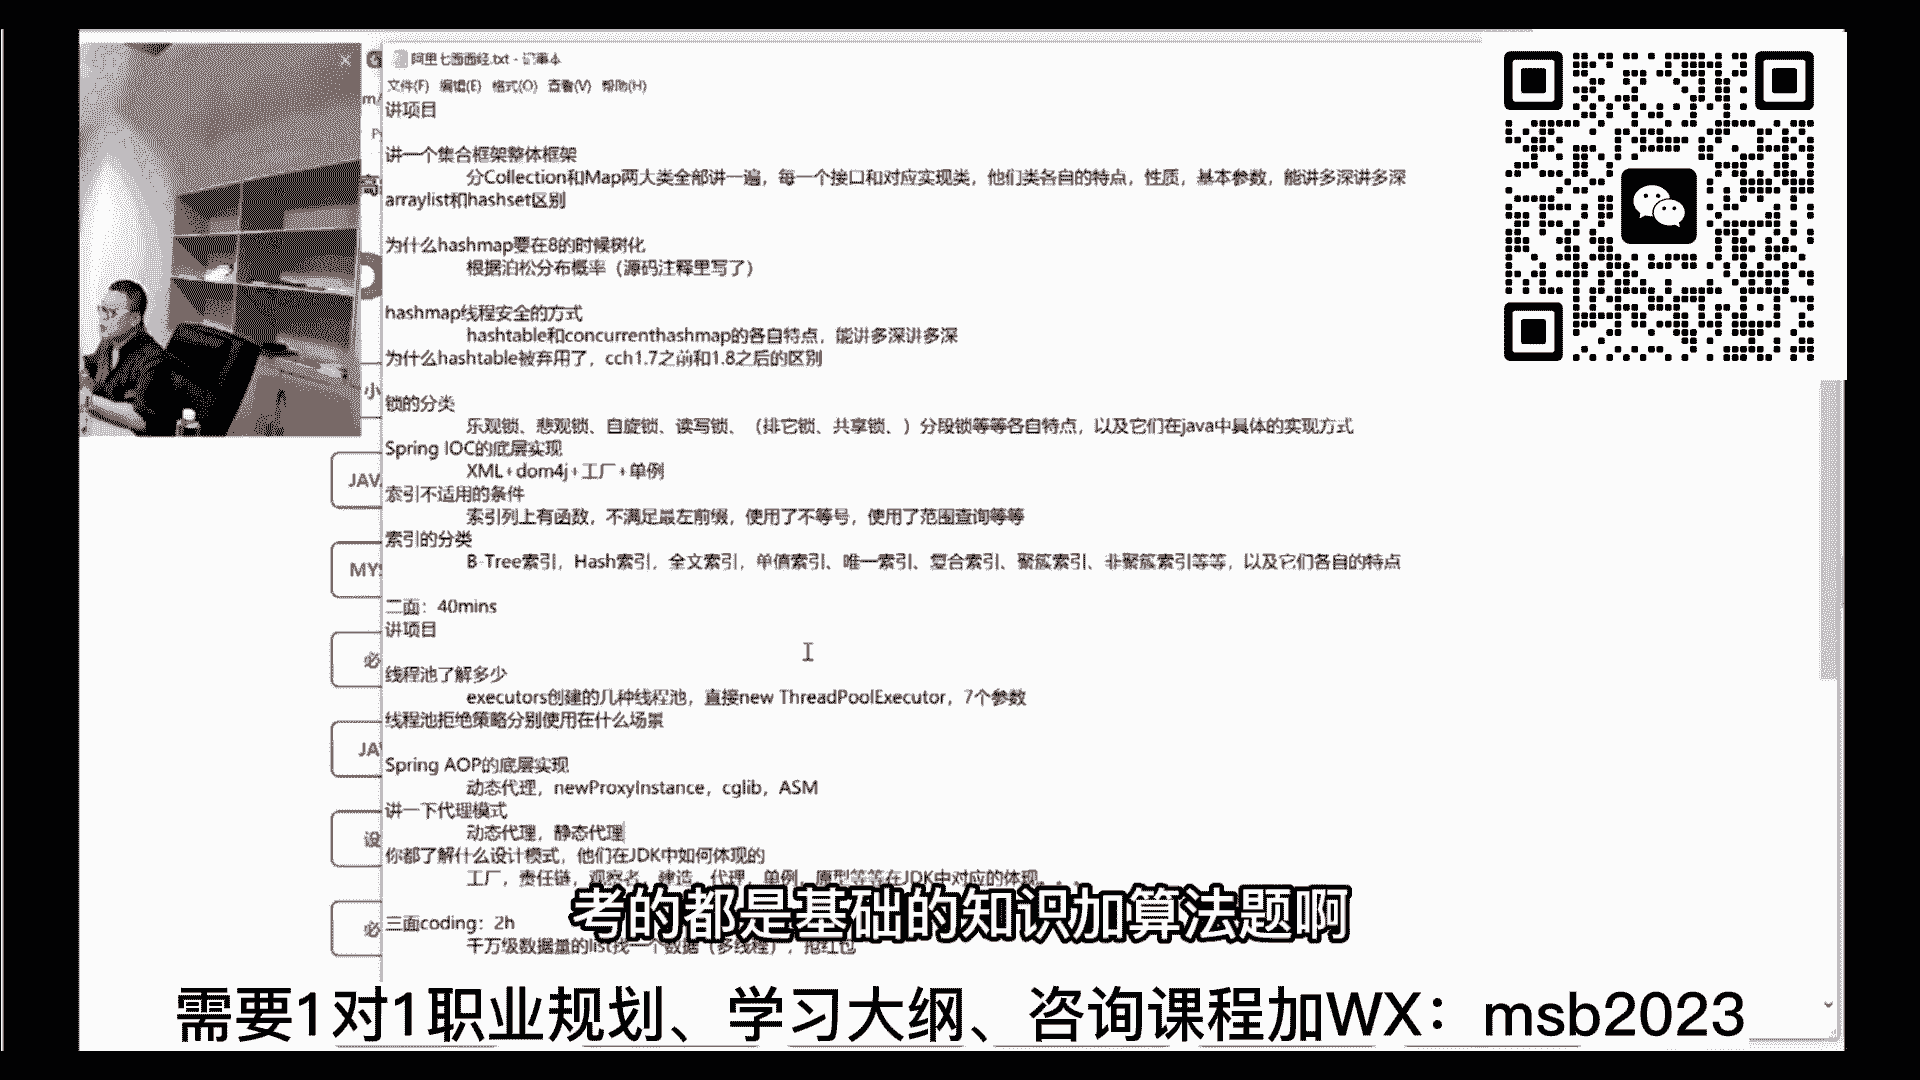 阿里七面面经.txt - 记事本
文件(F) 编辑(E) 格式(O) 查看(V) 帮助(H)
讲项目
讲一个集合框架整体框架
分Collection和Map两大类全部讲一遍，每一个接口和对应实现类，他们类各自的特点，性质，基本参数，能讲多深讲多深
arraylist和hashset区别
为什么hashmap要在8的时候树化
根据泊松分布概率（源码注释里写了）
hashmap线程安全的方式
hashtable和concurrenthashmap的各自特点，能讲多深讲多深
为什么hashtable被弃用了，cch1.7之前和1.8之后的区别
锁的分类
乐观锁、悲观锁、自旋锁、读写锁、（排它锁、共享锁、）分段锁等等各自特点，以及它们在java中具体的实现方式
Spring IOC的底层实现
XML+dom4j+工厂+单例
索引不适用的条件
索引列上有函数，不满足最左前缀，使用了不等号，使用了范围查询等等
索引的分类
B-Tree索引，Hash索引，全文索引，单值索引、唯一索引、复合索引、聚簇索引、非聚簇索引等等，以及它们各自的特点
二面：40mins
讲项目
线程池了解多少
executors创建的几种线程池，直接new ThreadPoolExecutor，7个参数
线程池拒绝策略分别使用在什么场景
Spring AOP的底层实现
动态代理，newProxyInstance，cglib，ASM
讲一下代理模式
动态代理，静态代理
你都了解什么设计模式，他们在JDK中如何体现的
工厂，责任链，观察者，建造，代理，单例，原型等等在JDK中对应的体现。。。
三面coding：2h
千万级数据量的list找一个数据（多线程），抢红包
JAV
MYS
必
JA
设
必
小
考的都是基础的知识加算法题啊
需要1对1职业规划、学习大纲、咨询课程加WX：msb2023